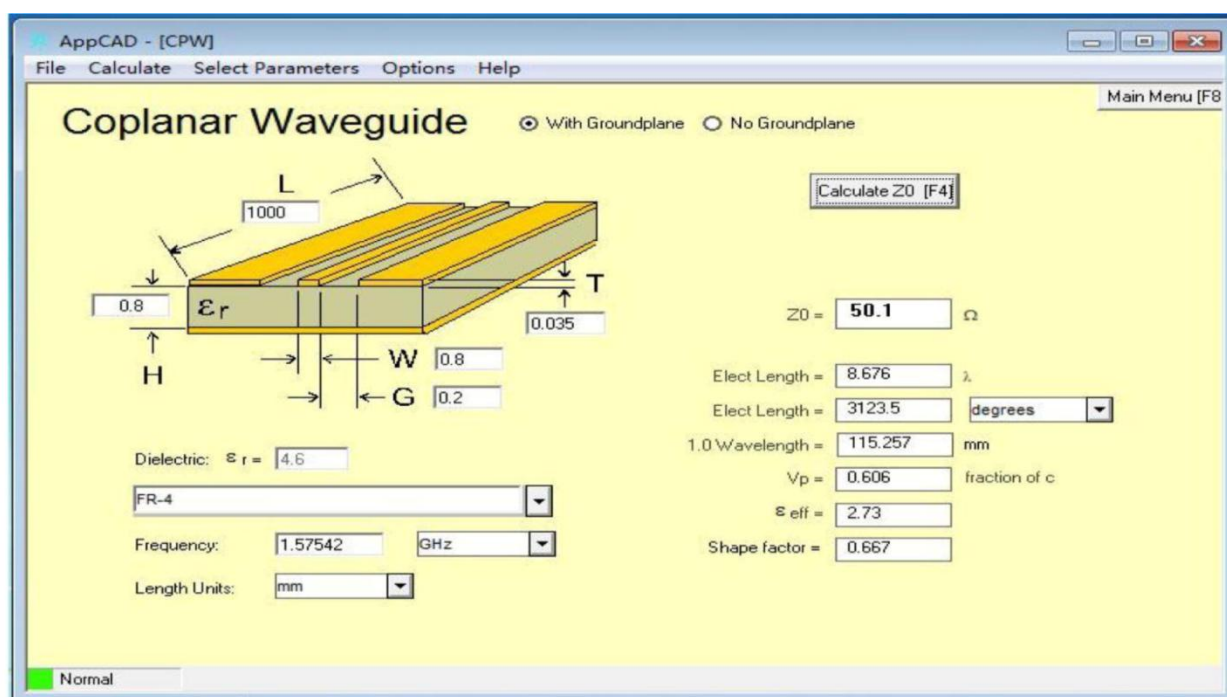 AppCAD - [CPW]
File Calculate Select Parameters Options Help
Main Menu [F8
Coplanar Waveguide
With Groundplane
No Groundplane
Calculate Z0 [F4]
L
1000
0.8
H
εr
T
0.035
W 0.8
G 0.2
Z0 = 50.1 Ω
Elect Length = 8.676 λ
Elect Length = 3123.5 degrees
1.0 Wavelength = 115.257 mm
Vp = 0.606 fraction of c
ε eff = 2.73
Shape factor = 0.667
Dielectric: ε r = 4.6
FR-4
Frequency: 1.57542 GHz
Length Units: mm
Normal